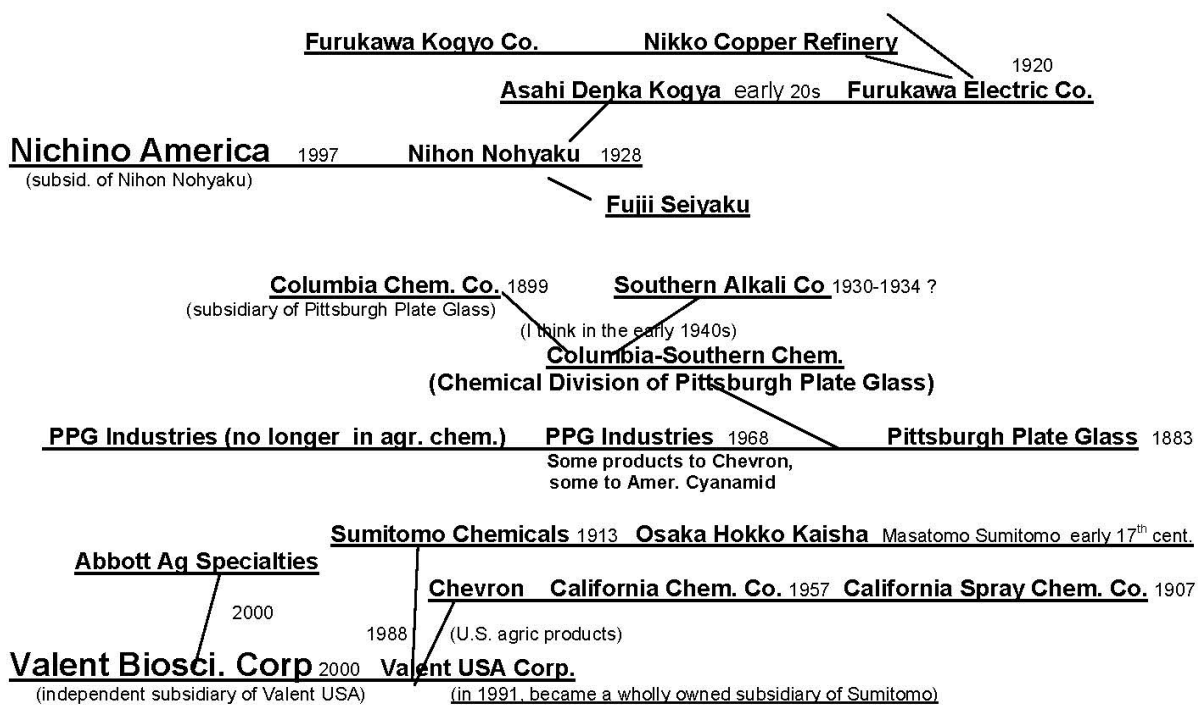 Furukawa Kogyo Co. Nikko Copper Refinery
1920
Asahi Denka Kogya early 20s Furukawa Electric Co.
Nichino America 1997 Nihon Nohyaku 1928
(subsid. of Nihon Nohyaku)
Fujii Seiyaku
Columbia Chem. Co. 1899 Southern Alkali Co 1930-1934 ?
(subsidiary of Pittsburgh Plate Glass)
(I think in the early 1940s)
Columbia-Southern Chem.
(Chemical Division of Pittsburgh Plate Glass)
PPG Industries (no longer in agr. chem.) PPG Industries 1968 Pittsburgh Plate Glass 1883
Some products to Chevron,
some to Amer. Cyanamid
Sumitomo Chemicals 1913 Osaka Hokko Kaisha Masatomo Sumitomo early 17th cent.
Abbott Ag Specialties
Chevron California Chem. Co. 1957 California Spray Chem. Co. 1907
2000
1988 (U.S. agric products)
Valent Biosci. Corp 2000 Valent USA Corp.
(independent subsidiary of Valent USA) (in 1991, became a wholly owned subsidiary of Sumitomo)